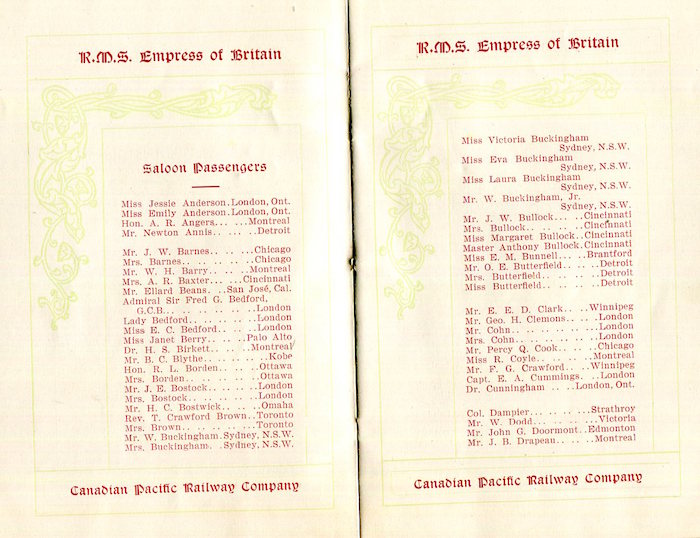 R.M.S. Empress of Britain
Saloon Passengers
Miss Jessie Anderson.London, Ont.
Miss Emily Anderson.London, Ont.
Hon. A. R. Angers... ..Montreal
Mr. Newton Annis.. ... ..Detroit
Mr. J. W. Barnes.. .. ...Chicago
Mrs. Barnes.. .. .. .. ..Chicago
Mr. W. H. Barry.. .. ..Montreal
Mrs. A. R. Baxter... ..Cincinnati
Mr. Ellard Beans. ..San José, Cal.
Admiral Sir Fred G. Bedford,
G.C.B... .. .. .. .. ..London
Lady Bedford.. .. .. .. ..London
Miss E. C. Bedford.. .. ..London
Miss Janet Berry.. ..Palo Alto
Dr. H. S. Birkett.. .. ..Montreal
Mr. B. C. Blythe.. .. .. .. ..Kobe
Hon. R. L. Borden.. .. ..Ottawa
Mrs. Borden.. .. .. .. ..Ottawa
Mr. J. E. Bostock.. .. ..London
Mrs. Bostock.. .. .. .. ..London
Mr. H. C. Bostwick.. .. ..Omaha
Rev. T. Crawford Brown..Toronto
Mrs. Brown.. .. .. .. ..Toronto
Mr. W. Buckingham.Sydney, N.S.W.
Mrs. Buckingham. .Sydney, N.S.W.
Canadian Pacific Railway Company
R.M.S. Empress of Britain
Miss Victoria Buckingham
Sydney, N.S.W.
Miss Eva Buckingham
Sydney, N.S.W.
Miss Laura Buckingham
Sydney, N.S.W.
Mr. W. Buckingham, Jr.
Sydney, N.S.W.
Mr. J. W. Bullock... ..Cincinnati
Mrs. Bullock.. .. .. ..Cincinnati
Miss Margaret Bullock..Cincinnati
Master Anthony Bullock.Cincinnati
Miss E. M. Bunnell... ..Brantford
Mr. O. E. Butterfield.. .. ..Detroit
Mrs. Butterfield.. .. .. ..Detroit
Miss Butterfield.. .. .. ..Detroit
Mr. E. E. D. Clark.. ..Winnipeg
Mr. Geo. H. Clemons.. ..London
Mr. Cohn.. .. .. .. .. ..London
Mrs. Cohn.. .. .. .. .. ..London
Mr. Percy Q. Cook.. .. ..Chicago
Miss R. Coyle.. .. .. ..Montreal
Mr. F. G. Crawford.. ..Winnipeg
Capt. E. A. Cummings. ..London
Dr. Cunningham .. ..London, Ont.
Col. Dampier... .. .. ...Strathroy
Mr. W. Dodd... .. .. ...Victoria
Mr. John G. Doormont..Edmonton
Mr. J. B. Drapeau.. .. ..Montreal
Canadian Pacific Railway Company